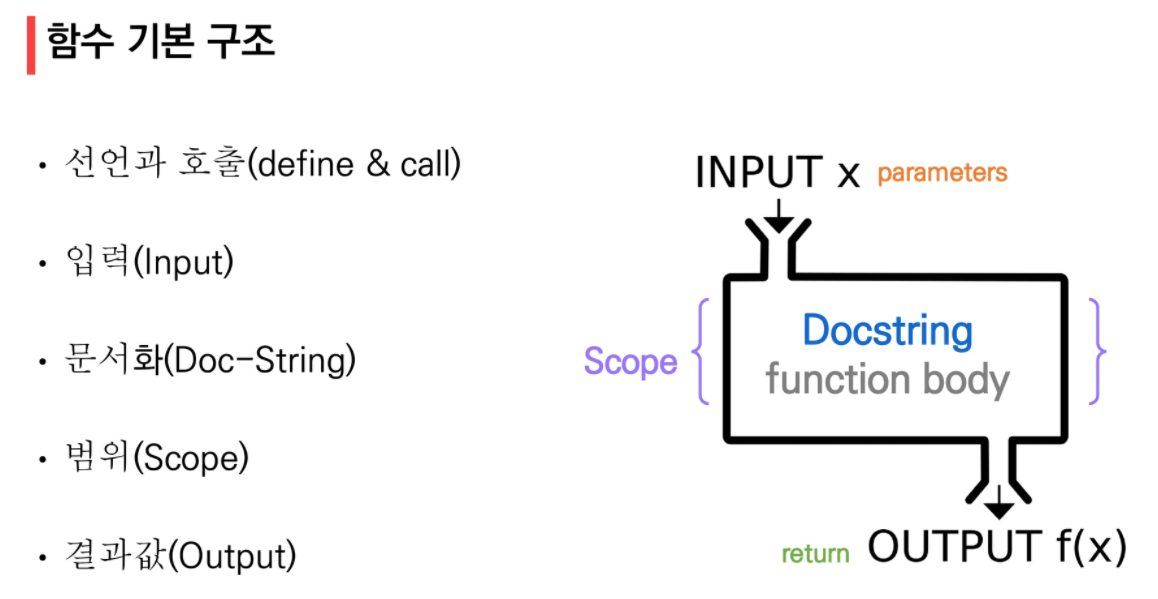 함수 기본 구조
• 선언과 호출(define & call)
• 입력(Input)
• 문서화(Doc-String)
• 범위(Scope)
• 결과값(Output)
INPUT x parameters
Scope { Docstring }
function body
return OUTPUT f(x)